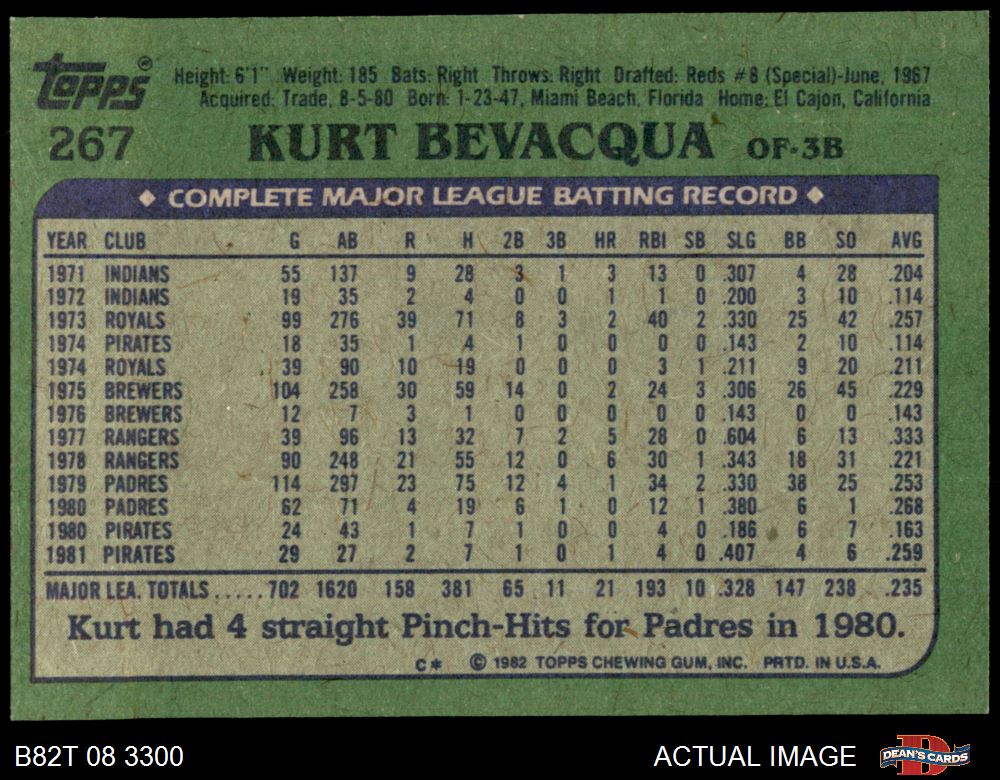 Topps® Height: 6'1" Weight: 185 Bats: Right Throws: Right Drafted: Reds #8 (Special)-June, 1967
Acquired: Trade, 8-5-80 Born: 1-23-47, Miami Beach, Florida Home: El Cajon, California
267 KURT BEVACQUA OF-3B
◆ COMPLETE MAJOR LEAGUE BATTING RECORD ◆
YEAR CLUB G AB R H 2B 3B HR RBI SB SLG BB SO AVG
1971 INDIANS 55 137 9 28 3 1 3 13 0 .307 4 28 .204
1972 INDIANS 19 35 2 4 0 0 1 1 0 .200 3 10 .114
1973 ROYALS 99 276 39 71 8 3 2 40 2 .330 25 42 .257
1974 PIRATES 18 35 1 4 1 0 0 0 0 .143 2 10 .114
1974 ROYALS 39 90 10 19 0 0 0 3 1 .211 9 20 .211
1975 BREWERS 104 258 30 59 14 0 2 24 3 .306 26 45 .229
1976 BREWERS 12 7 3 1 0 0 0 0 0 .143 0 0 .143
1977 RANGERS 39 96 13 32 7 2 5 28 0 .604 6 13 .333
1978 RANGERS 90 248 21 55 12 0 6 30 1 .343 18 31 .221
1979 PADRES 114 297 23 75 12 4 1 34 2 .330 38 25 .253
1980 PADRES 62 71 4 19 6 1 0 12 1 .380 6 1 .268
1980 PIRATES 24 43 1 7 1 0 0 4 0 .186 6 7 .163
1981 PIRATES 29 27 2 7 1 0 1 4 0 .407 4 6 .259
MAJOR LEA. TOTALS.....702 1620 158 381 65 11 21 193 10 .328 147 238 .235
Kurt had 4 straight Pinch-Hits for Padres in 1980.
C* © 1982 TOPPS CHEWING GUM, INC. PRTD. IN U.S.A.
B82T 08 3300 ACTUAL IMAGE D DEAN'S CARDS